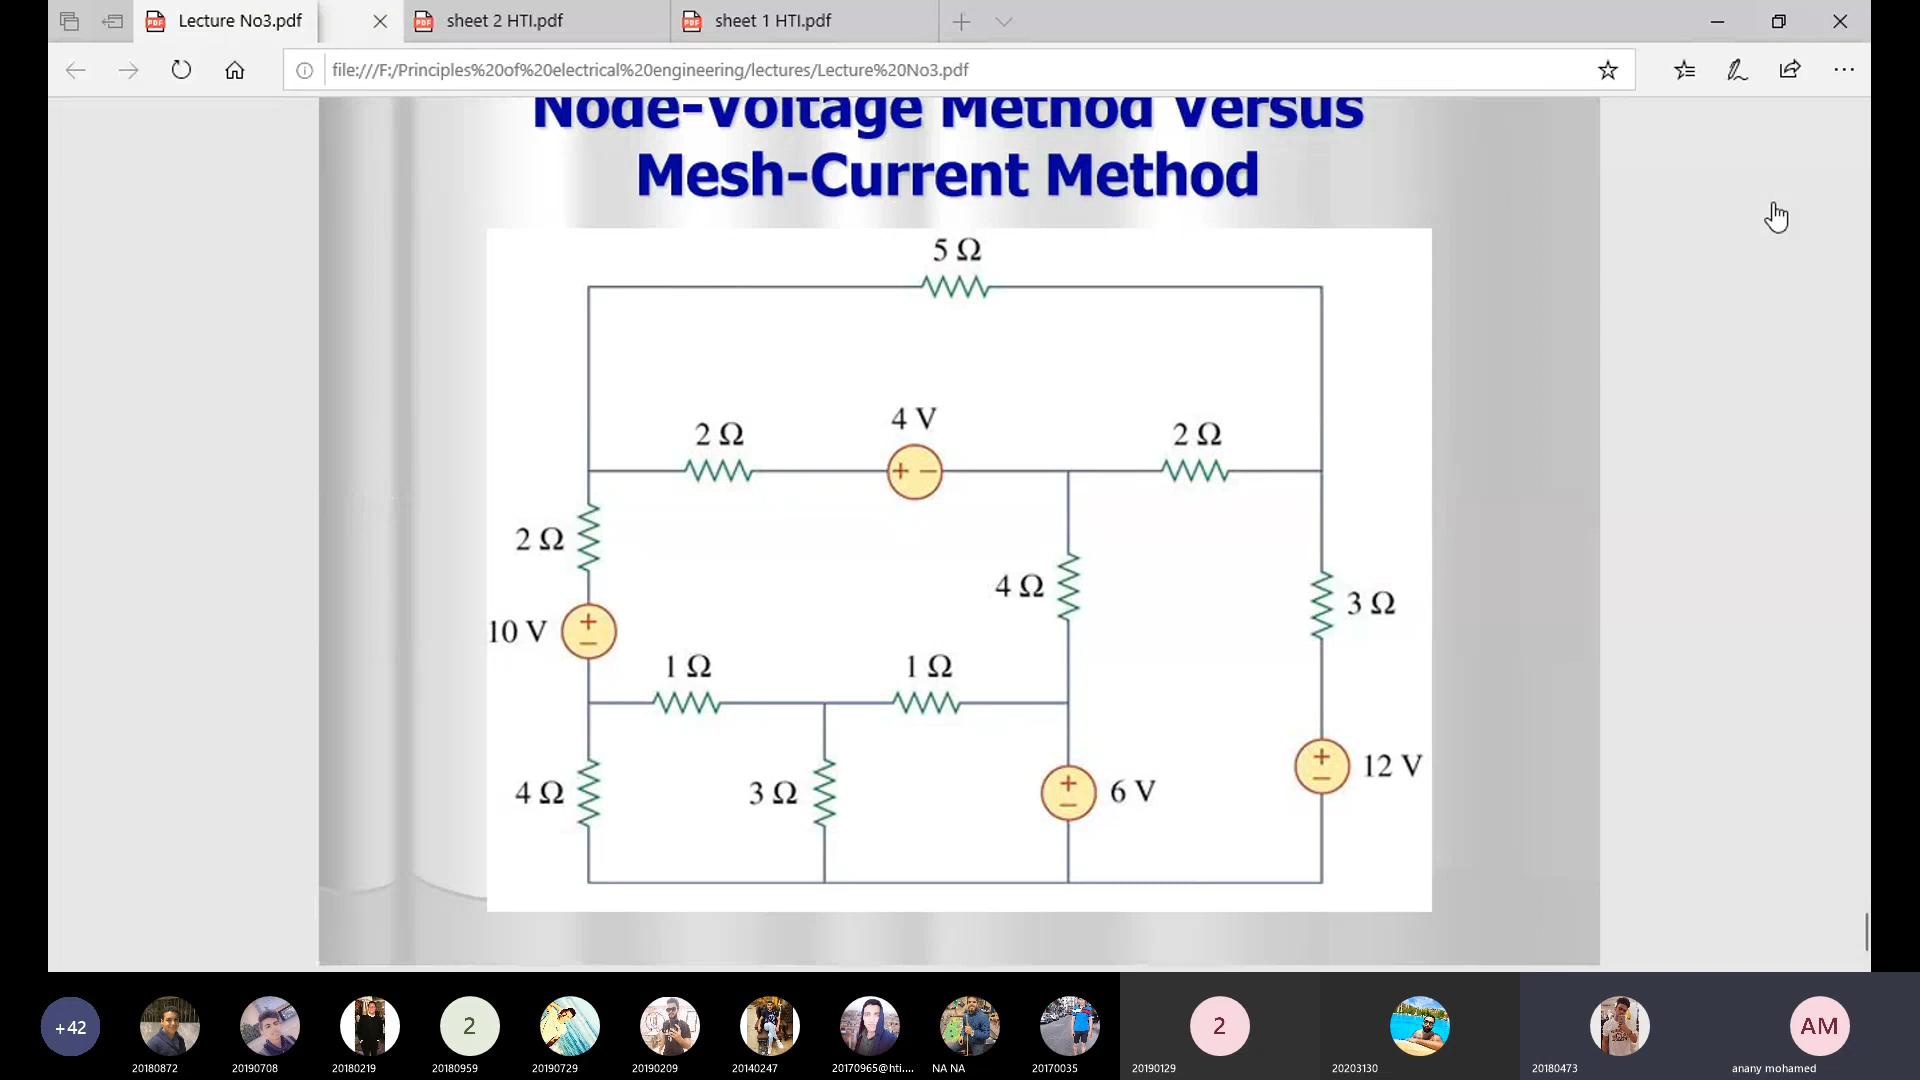 Lecture No3.pdf
sheet 2 HTI.pdf
sheet 1 HTI.pdf
file:///F:/Principles%20of%20electrical%20engineering/lectures/Lecture%20No3.pdf
Node-Voltage Method Versus
Mesh-Current Method
5 Ω
4 V
2 Ω
2 Ω
2 Ω
4 Ω
3 Ω
10 V
1 Ω
1 Ω
12 V
4 Ω
3 Ω
6 V
+42
2
2
AM
20180872
20190708
20180219
20180959
20190729
20190209
20140247
20170965@hti....
NA NA
20170035
20190129
20203130
20180473
anany mohamed